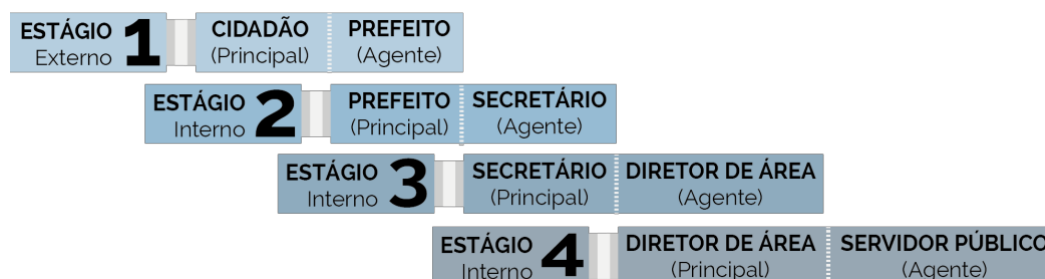 ESTÁGIO 1 CIDADÃO PREFEITO
Externo (Principal) (Agente)
ESTÁGIO 2 PREFEITO SECRETÁRIO
Interno (Principal) (Agente)
ESTÁGIO 3 SECRETÁRIO DIRETOR DE ÁREA
Interno (Principal) (Agente)
ESTÁGIO 4 DIRETOR DE ÁREA SERVIDOR PÚBLICO
Interno (Principal) (Agente)